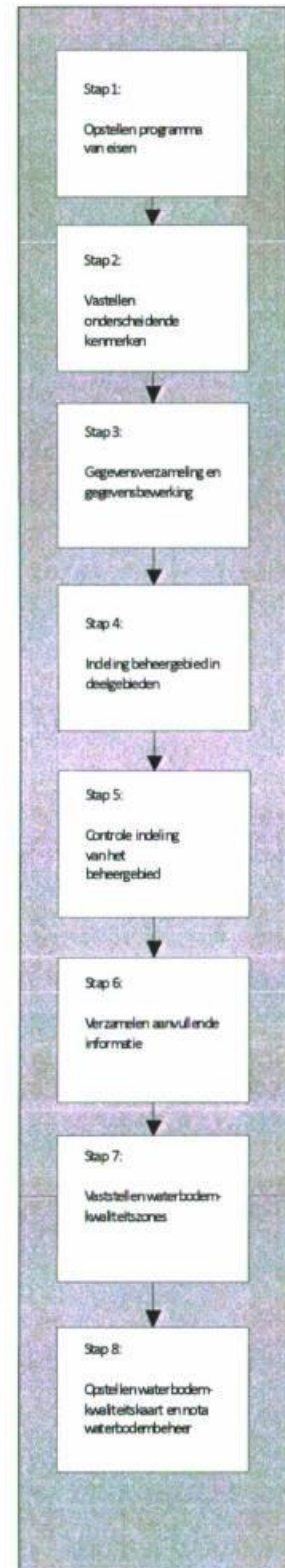 Stap 1:
Opstellen programma
van eisen
Stap 2:
Vastellen
onderscheidende
kenmerken
Stap 3:
Gegevensverzameling en
gegevensbewerking
Stap 4:
Indeling beheergebied in
deelgebieden
Stap 5:
Controle indeling
van het
beheergebied
Stap 6:
Verzamelen aanvullende
informatie
Stap 7:
Vaststellen waterbodem-
kwaliteitszones
Stap 8:
Opstellen waterbodem-
kwaliteitskaart en nota
waterbodembeheer